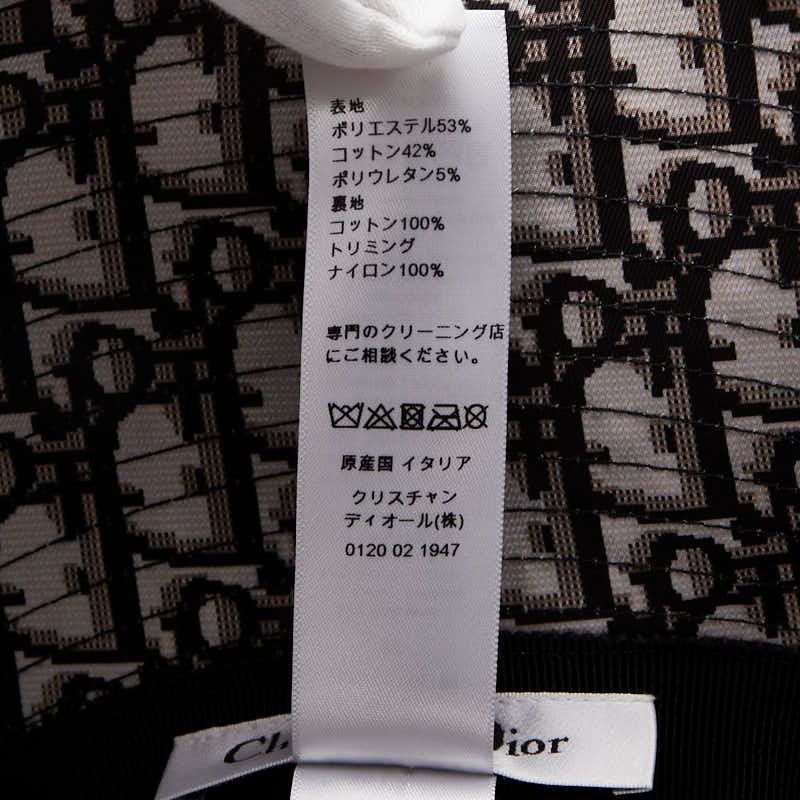 表地
ポリエステル53%
コットン42%
ポリウレタン5%
裏地
コットン100%
トリミング
ナイロン100%
専門のクリーニング店
にご相談ください。
原産国 イタリア
クリスチャン
ディオール(株)
0120 02 1947
Ch Dior